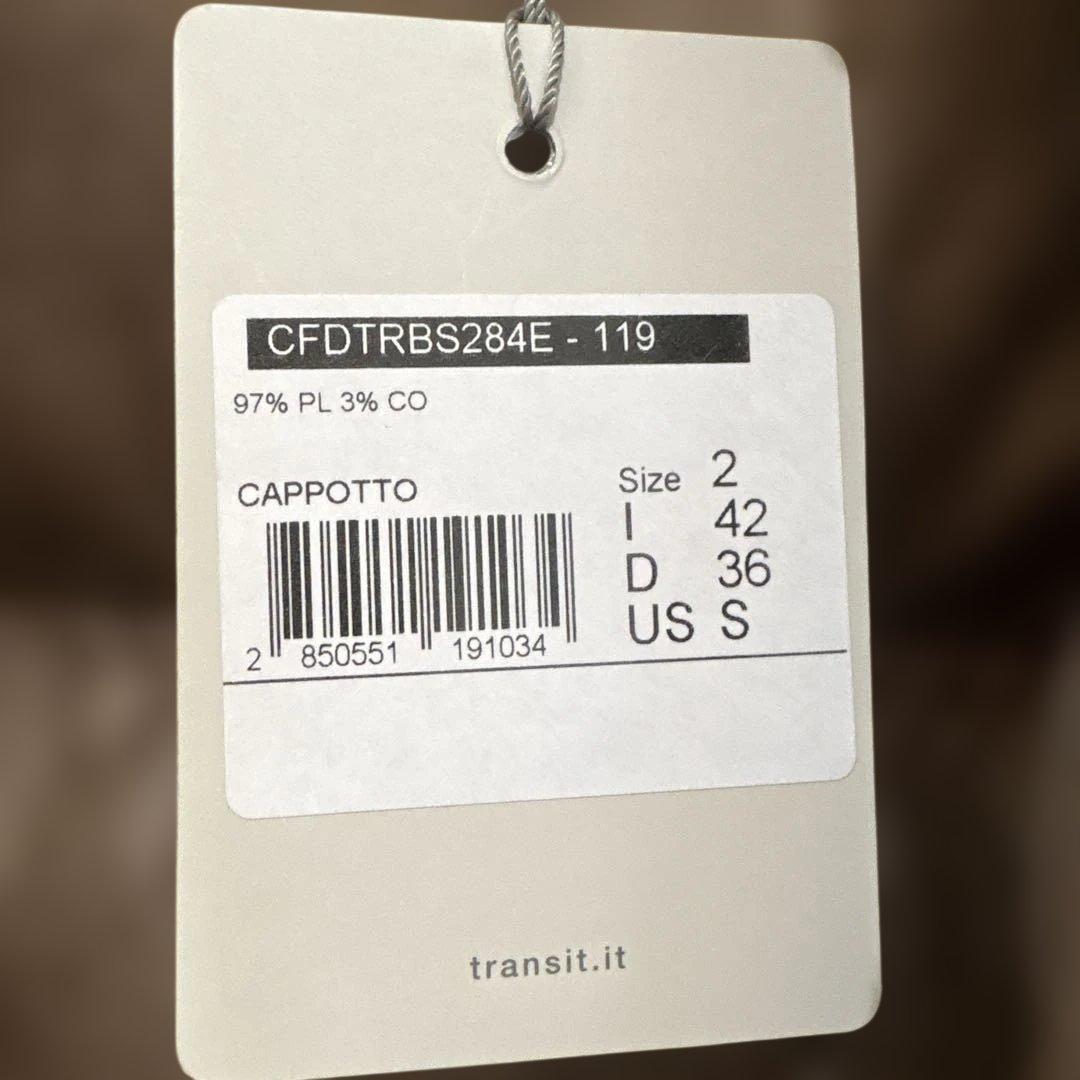 CFDTRBS284E - 119
97% PL 3% CO
CAPPOTTO
Size 2
I 42
D 36
US S
2 850551 191034
transit.it